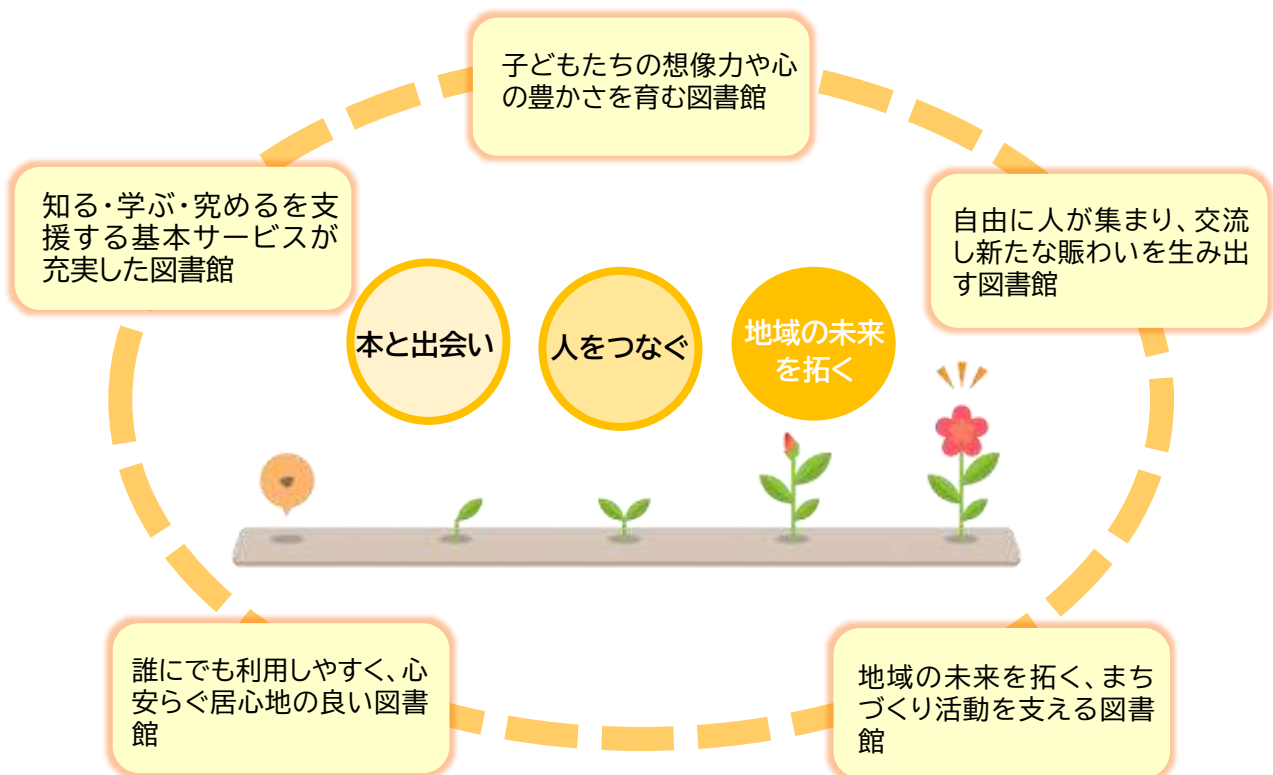 子どもたちの想像力や心
の豊かさを育む図書館
知る・学ぶ・究めるを支
援する基本サービスが
充実した図書館
自由に人が集まり、交流
し新たな賑わいを生み出
す図書館
本と出会い
人をつなぐ
地域の未来
を拓く
誰にでも利用しやすく、心
安らぐ居心地の良い図書
館
地域の未来を拓く、まち
づくり活動を支える図書
館